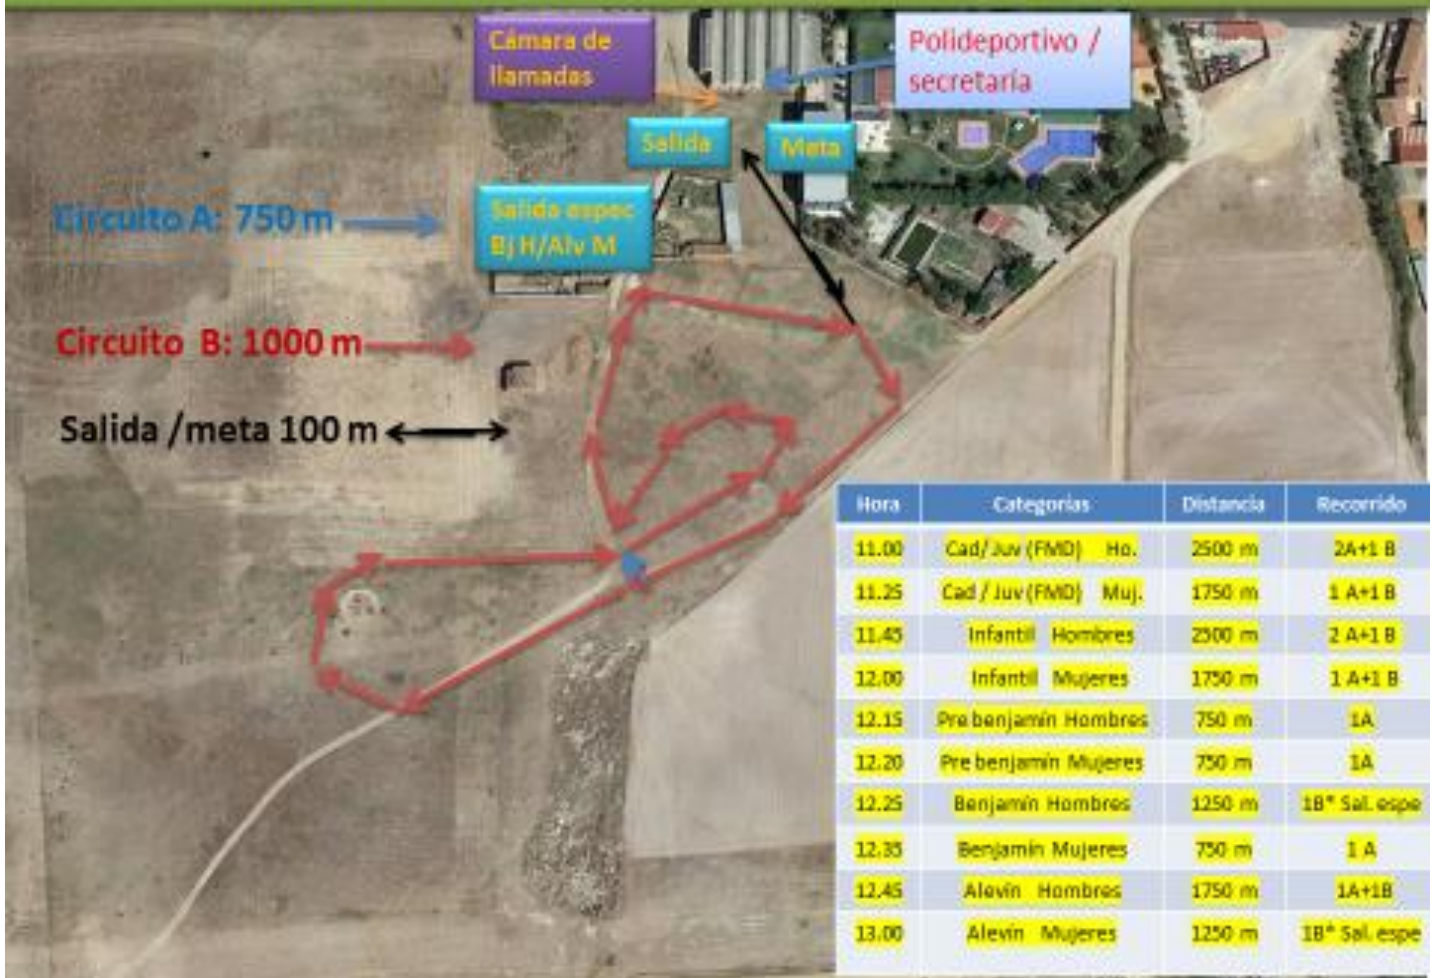 Cámara de
llamadas
Polideportivo /
secretaría
Salida
Meta
Salida espec
Bj H/Alv M
Circuito A: 750 m
Circuito B: 1000 m
Salida /meta 100 m
Hora Categorías Distancia Recorrido
11.00 Cad/ Juv (FMD) Ho. 2500 m 2A+1 B
11.25 Cad / Juv (FMD) Muj. 1750 m 1 A+1 B
11.45 Infantil Hombres 2500 m 2 A+1 B
12.00 Infantil Mujeres 1750 m 1 A+1 B
12.15 Pre benjamín Hombres 750 m 1A
12.20 Pre benjamín Mujeres 750 m 1A
12.25 Benjamín Hombres 1250 m 1B* Sal. espe
12.35 Benjamín Mujeres 750 m 1 A
12.45 Alevín Hombres 1750 m 1A+1B
13.00 Alevín Mujeres 1250 m 1B* Sal. espe